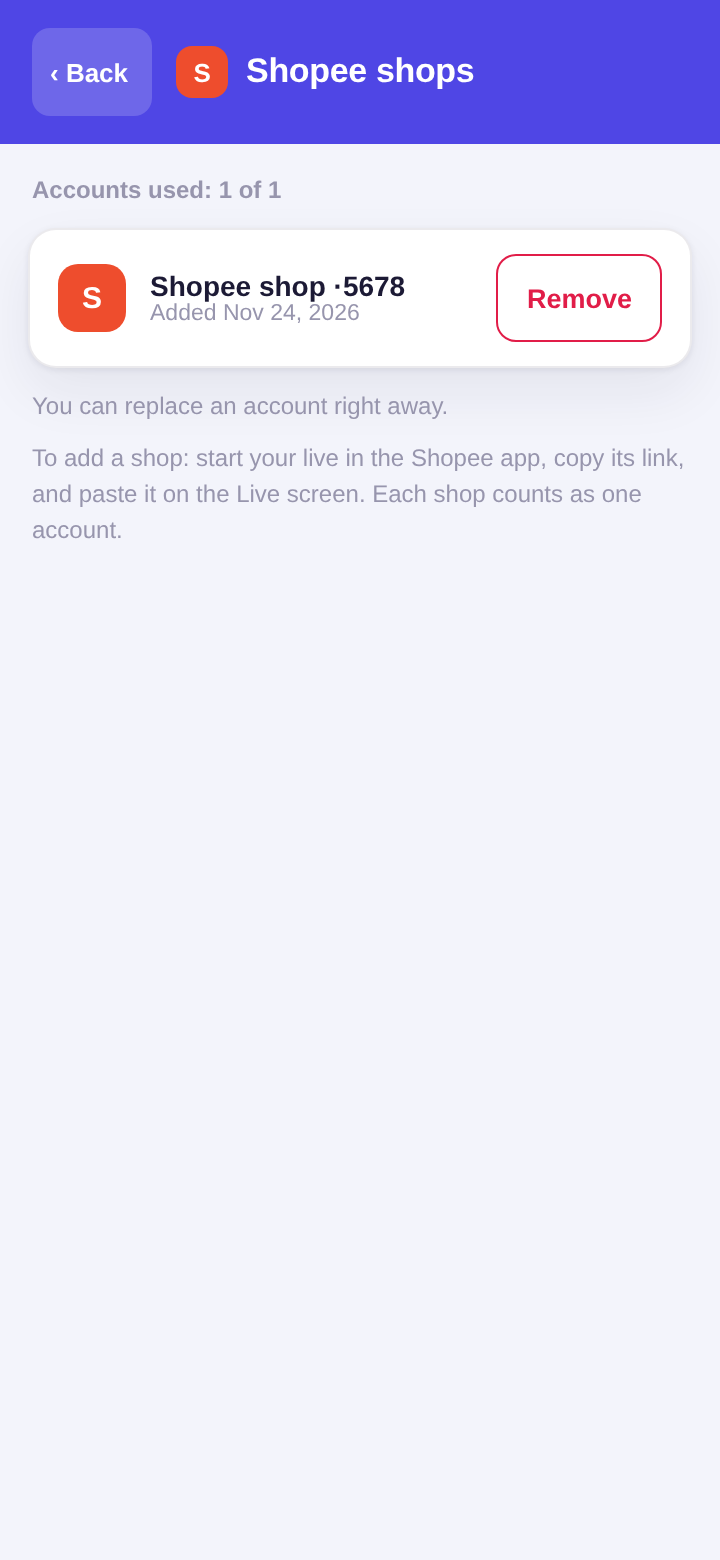 ‹ Back
S
Shopee shops
Accounts used: 1 of 1
S
Shopee shop ·5678
Added Nov 24, 2026
Remove
You can replace an account right away.
To add a shop: start your live in the Shopee app, copy its link,
and paste it on the Live screen. Each shop counts as one
account.